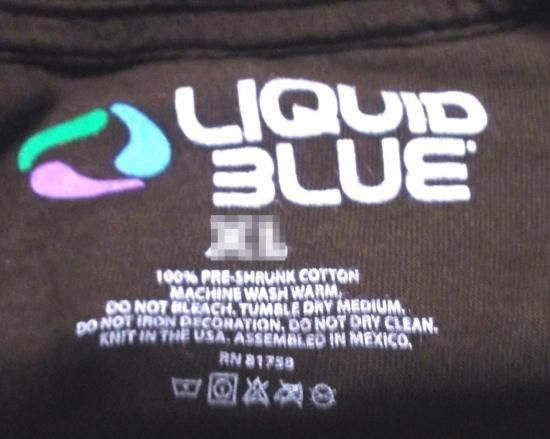 LIQUID
BLUE
100% PRE-SHRUNK COTTON
MACHINE WASH WARM.
DO NOT BLEACH. TUMBLE DRY MEDIUM.
DO NOT IRON DECORATION. DO NOT DRY CLEAN.
KNIT IN THE USA. ASSEMBLED IN MEXICO.
RN 81758